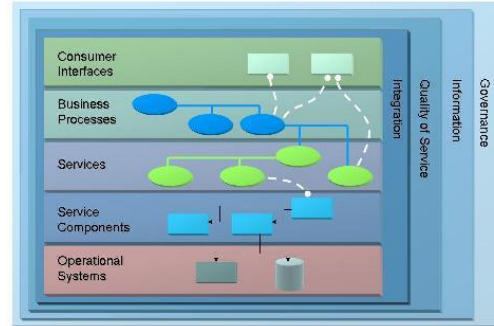 Consumer
Interfaces
Business
Processes
Services
Service
Components
Operational
Systems
Integration
Quality of Service
Information
Governance